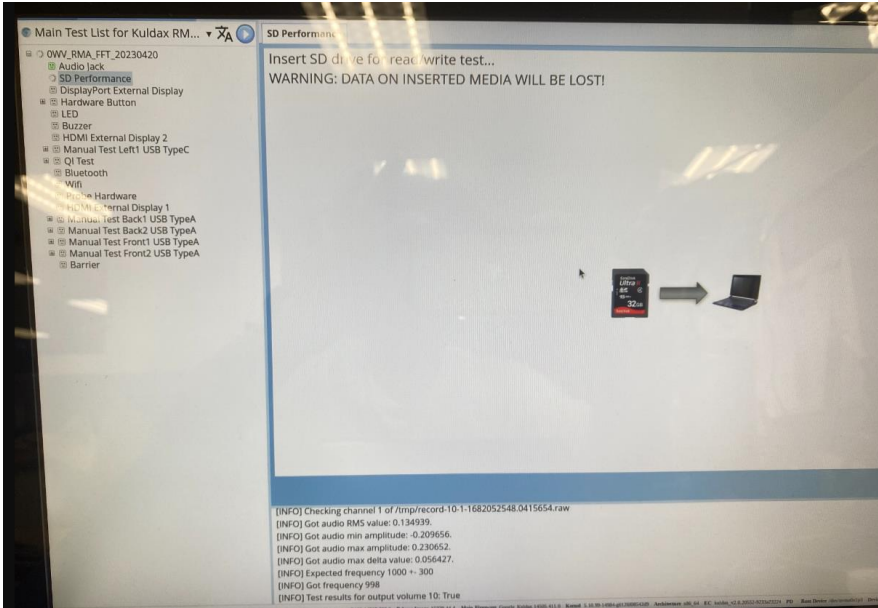 Main Test List for Kuldax RM...
SD Performance
OWV_RMA_FFT_20230420
Audio Jack
SD Performance
DisplayPort External Display
Hardware Button
LED
Buzzer
HDMI External Display 2
Manual Test Left1 USB TypeC
QI Test
Bluetooth
Wifi
Probe Hardware
HDMI External Display 1
Manual Test Back1 USB TypeA
Manual Test Back2 USB TypeA
Manual Test Front1 USB TypeA
Manual Test Front2 USB TypeA
Barrier
Insert SD drive for read/write test...
WARNING: DATA ON INSERTED MEDIA WILL BE LOST!
SanDisk
Ultra
32GB
[INFO] Checking channel 1 of /tmp/record-10-1-1682052548.0415654.raw
[INFO] Got audio RMS value: 0.134939.
[INFO] Got audio min amplitude: -0.209656.
[INFO] Got audio max amplitude: 0.230652.
[INFO] Got audio max delta value: 0.056427.
[INFO] Expected frequency 1000 +- 300
[INFO] Got frequency 998
[INFO] Test results for output volume 10: True